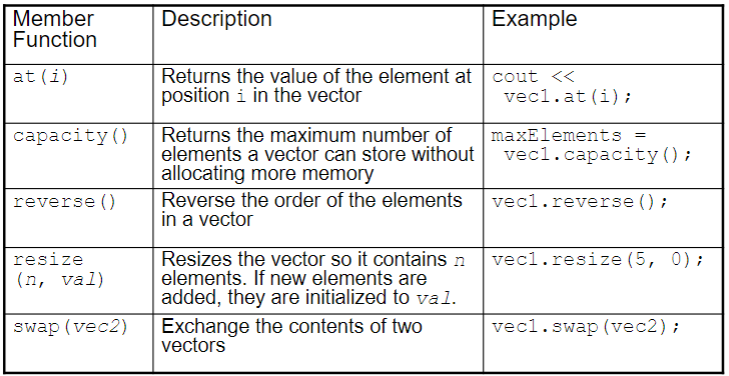 Member Function
Description
Example
at(i)
Returns the value of the element at
position i in the vector
cout <<
vec1.at(i);
capacity()
Returns the maximum number of
elements a vector can store without
allocating more memory
maxElements =
vec1.capacity();
reverse()
Reverse the order of the elements
in a vector
vec1.reverse();
resize
(n, val)
Resizes the vector so it contains n
elements. If new elements are
added, they are initialized to val.
vec1.resize(5, 0);
swap(vec2)
Exchange the contents of two
vectors
vec1.swap(vec2);